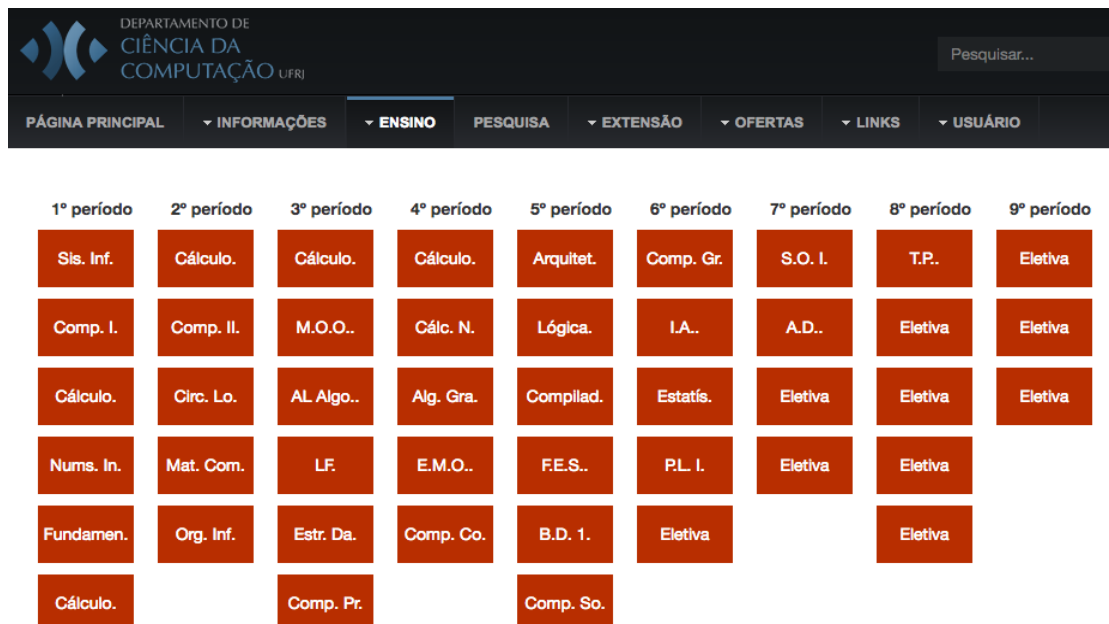 DEPARTAMENTO DE
CIÊNCIA DA
COMPUTAÇÃO UFRJ
Pesquisar...
PÁGINA PRINCIPAL INFORMAÇÕES ENSINO PESQUISA EXTENSÃO OFERTAS LINKS USUÁRIO
1º período 2º período 3º período 4º período 5º período 6º período 7º período 8º período 9º período
Sis. Inf. Cálculo. Cálculo. Cálculo. Arquitet. Comp. Gr. S.O. I. T.P.. Eletiva
Comp. I. Comp. II. M.O.O.. Cálc. N. Lógica. I.A.. A.D.. Eletiva Eletiva
Cálculo. Circ. Lo. AL Algo.. Alg. Gra. Compilad. Estatís. Eletiva Eletiva Eletiva
Nums. In. Mat. Com. LF. E.M.O.. F.E.S.. P.L. I. Eletiva Eletiva
Fundamen. Org. Inf. Estr. Da. Comp. Co. B.D. 1. Eletiva Eletiva
Cálculo. Comp. Pr. Comp. So.